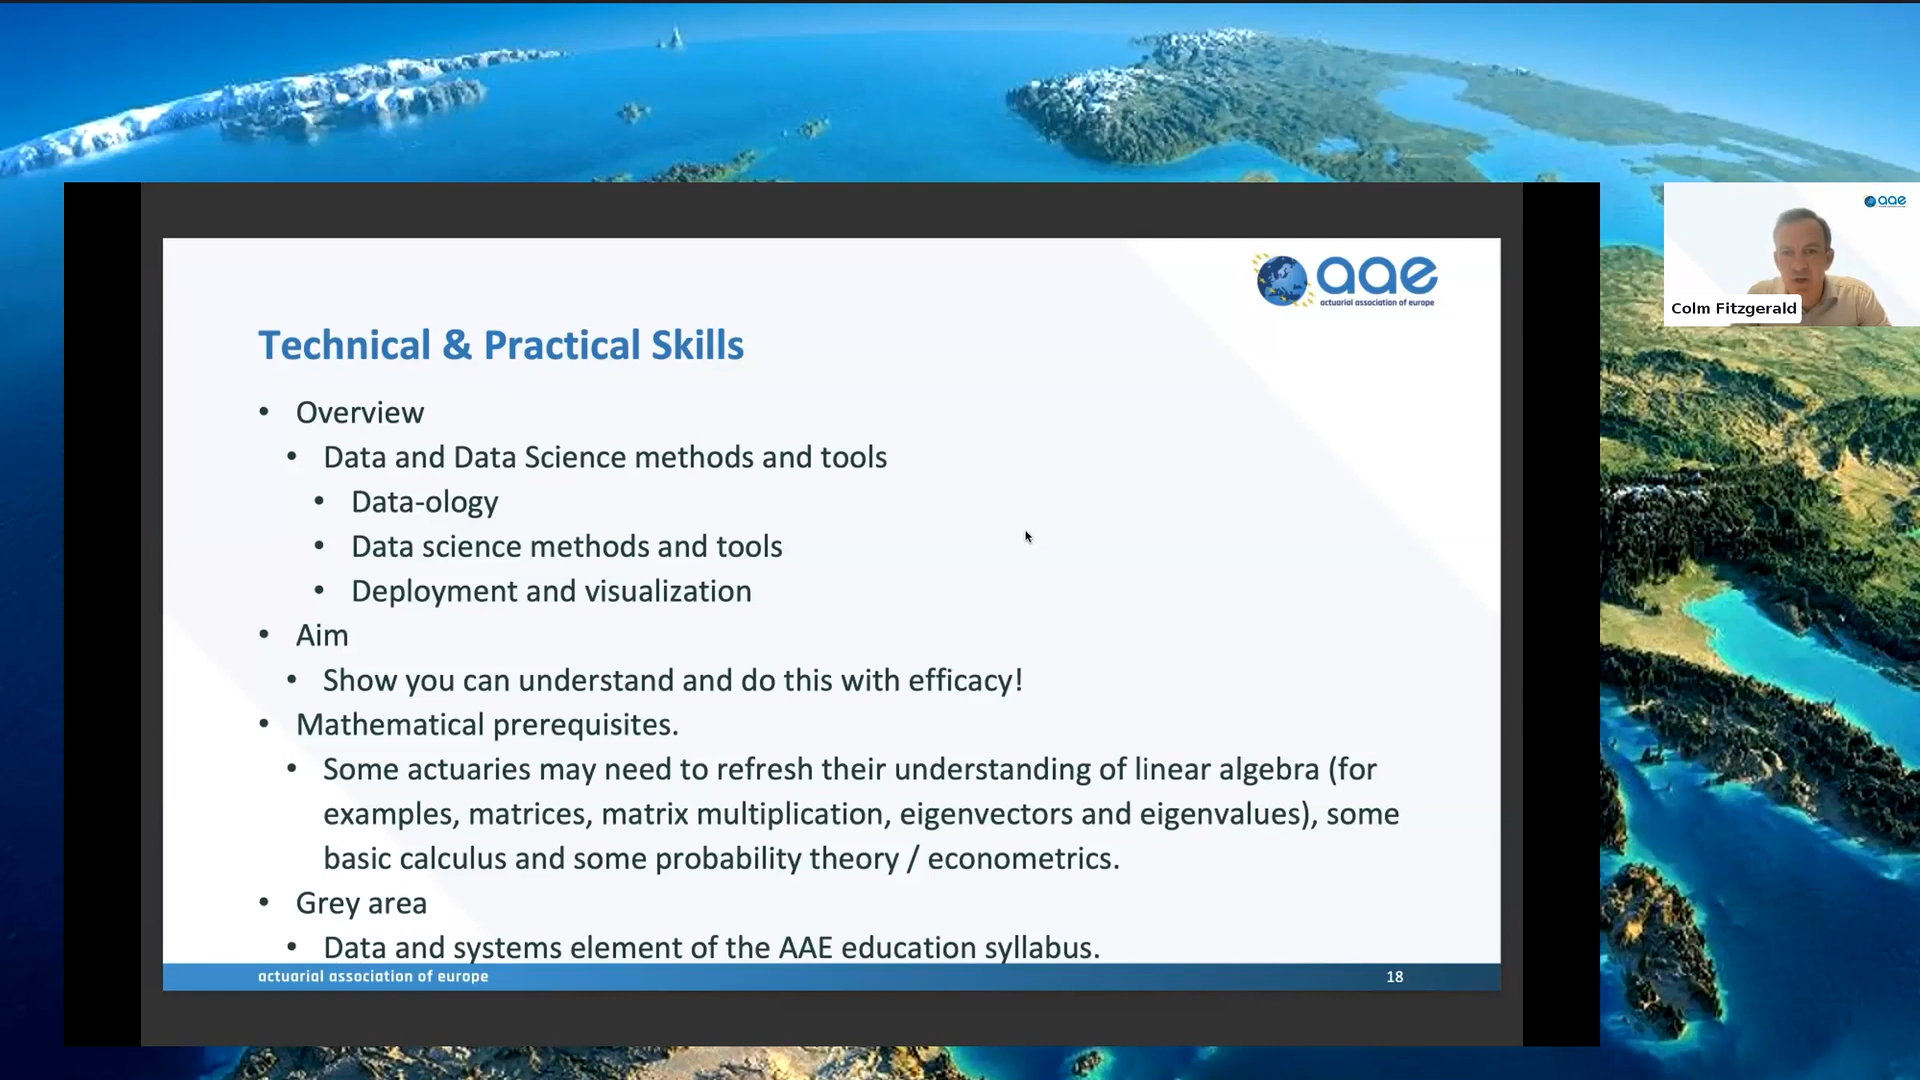 aae
actuarial association of europe
aae
Colm Fitzgerald
Technical & Practical Skills
• Overview
• Data and Data Science methods and tools
• Data-ology
• Data science methods and tools
• Deployment and visualization
• Aim
• Show you can understand and do this with efficacy!
• Mathematical prerequisites.
• Some actuaries may need to refresh their understanding of linear algebra (for
examples, matrices, matrix multiplication, eigenvectors and eigenvalues), some
basic calculus and some probability theory / econometrics.
• Grey area
• Data and systems element of the AAE education syllabus.
actuarial association of europe
18